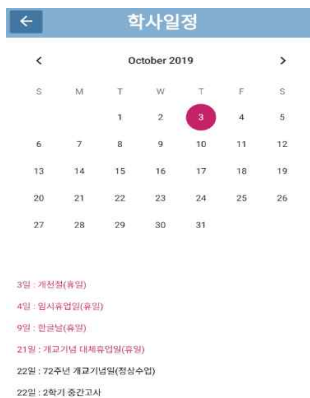 학사일정
October 2019
S M T W T F S
1 2 3 4 5
6 7 8 9 10 11 12
13 14 15 16 17 18 19
20 21 22 23 24 25 26
27 28 29 30 31
3일 : 개천절(휴일)
4일 : 임시휴업일(휴일)
9일 : 한글날(휴일)
21일 : 개교기념 대체휴업일(휴일)
22일 : 72주년 개교기념일(정상수업)
22일 : 2학기 중간고사